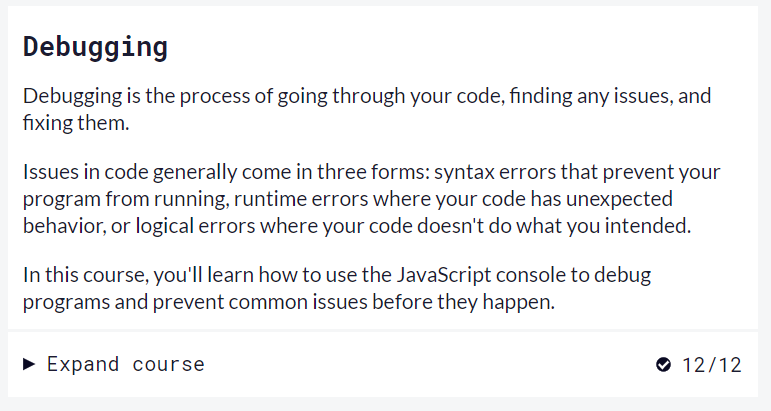 Debugging
Debugging is the process of going through your code, finding any issues, and
fixing them.
Issues in code generally come in three forms: syntax errors that prevent your
program from running, runtime errors where your code has unexpected
behavior, or logical errors where your code doesn't do what you intended.
In this course, you'll learn how to use the JavaScript console to debug
programs and prevent common issues before they happen.
Expand course 12/12